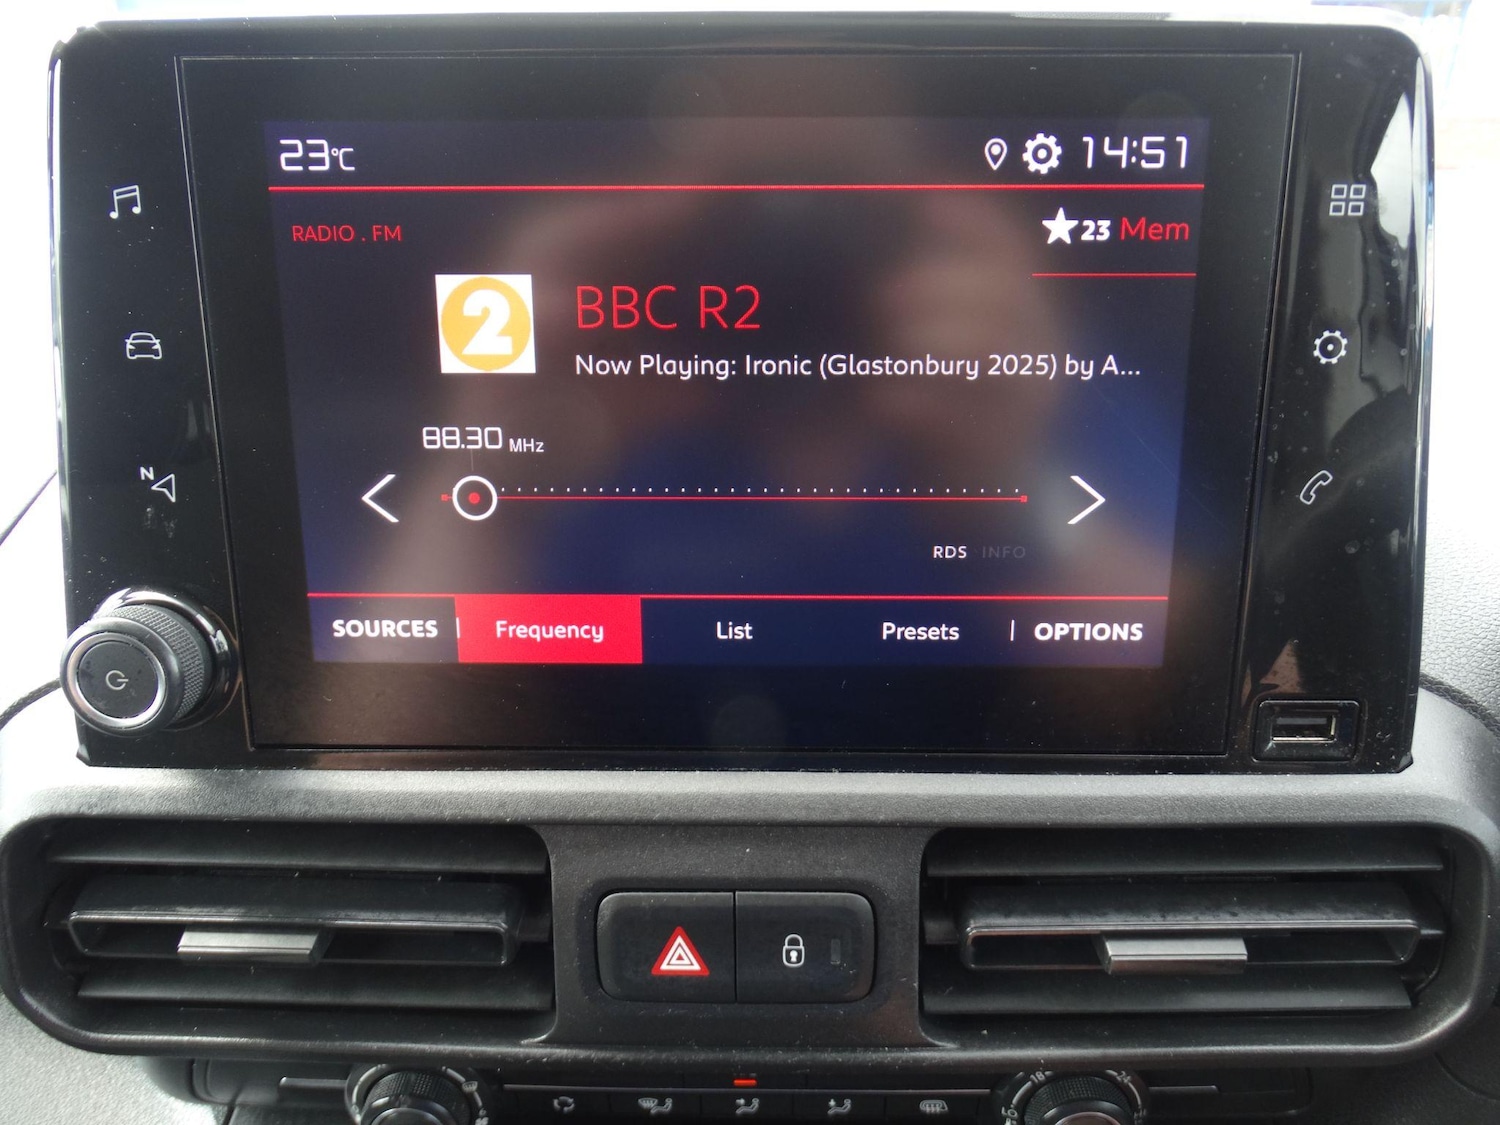 23°C
14:51
RADIO . FM
★23 Mem
2
BBC R2
Now Playing: Ironic (Glastonbury 2025) by A...
88.30 MHz
RDS INFO
SOURCES | Frequency List Presets | OPTIONS
N
18